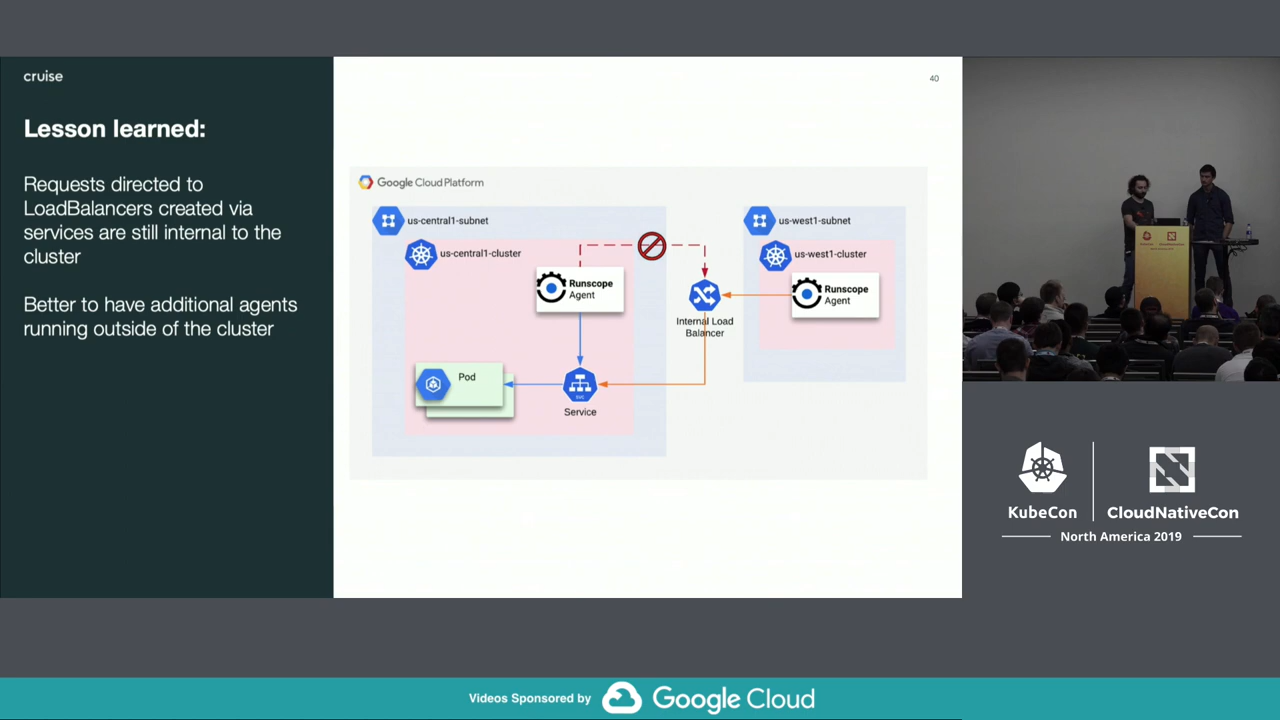 cruise
40
Lesson learned:
Requests directed to
LoadBalancers created via
services are still internal to the
cluster
Better to have additional agents
running outside of the cluster
Google Cloud Platform
us-central1-subnet
us-central1-cluster
Runscope
Agent
Pod
SVC
Service
Internal Load
Balancer
us-west1-subnet
us-west1-cluster
Runscope
Agent
KubeCon
CloudNativeCon
North America 2019
Videos Sponsored by
Google Cloud